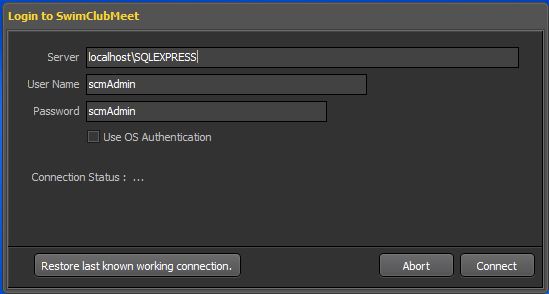 Login to SwimClubMeet
Server localhost\SQLEXPRESS
User Name scmAdmin
Password scmAdmin
Use OS Authentication
Connection Status : ...
Restore last known working connection. Abort Connect